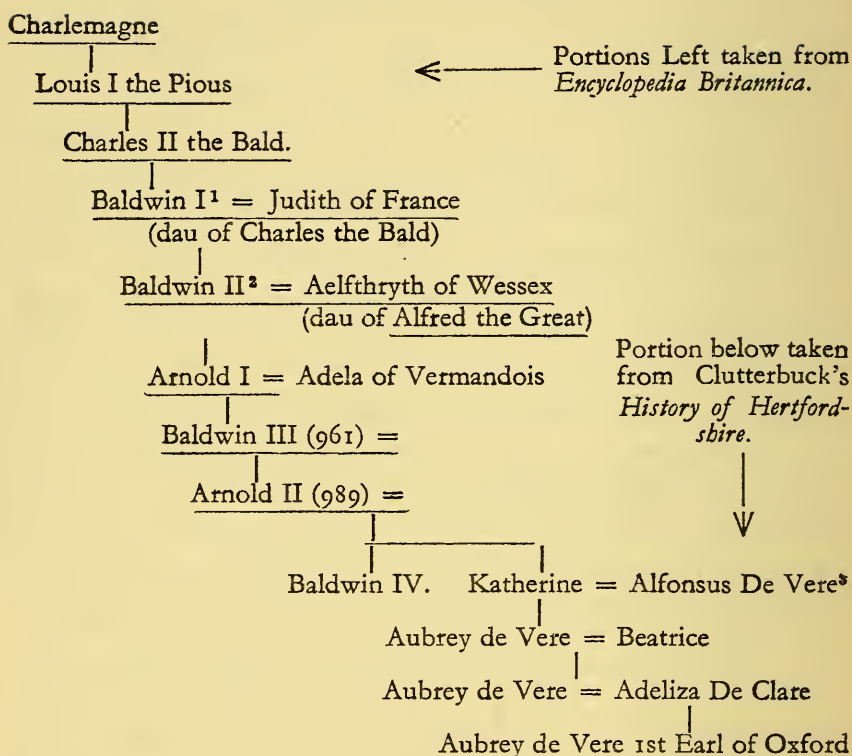 Charlemagne
Portions Left taken from
Encyclopedia Britannica.
Louis I the Pious
Charles II the Bald.
Baldwin I¹ = Judith of France
(dau of Charles the Bald)
Baldwin II² = Aelfthryth of Wessex
(dau of Alfred the Great)
Portion below taken
from Clutterbuck's
History of Hertford-
shire.
Arnold I = Adela of Vermandois
Baldwin III (961) =
Arnold II (989) =
Baldwin IV. Katherine = Alfonsus De Vere³
Aubrey de Vere = Beatrice
Aubrey de Vere = Adeliza De Clare
Aubrey de Vere 1st Earl of Oxford